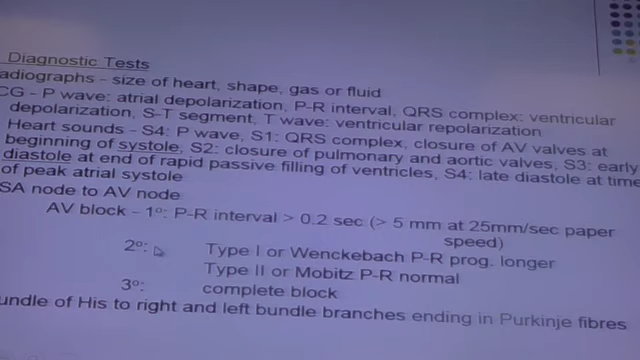 Diagnostic Tests
adiographs - size of heart, shape, gas or fluid
CG - P wave: atrial depolarization, P-R interval, QRS complex: ventricular
depolarization, S-T segment, T wave: ventricular repolarization
Heart sounds - S4: P wave, S1: QRS complex, closure of AV valves at
beginning of systole, S2: closure of pulmonary and aortic valves, S3: early
diastole at end of rapid passive filling of ventricles, S4: late diastole at time
of peak atrial systole
SA node to AV node
AV block - 1º: P-R interval > 0.2 sec (> 5 mm at 25mm/sec paper
speed)
2º: Type I or Wenckebach P-R prog. longer
Type II or Mobitz P-R normal
3º: complete block
undle of His to right and left bundle branches ending in Purkinje fibres